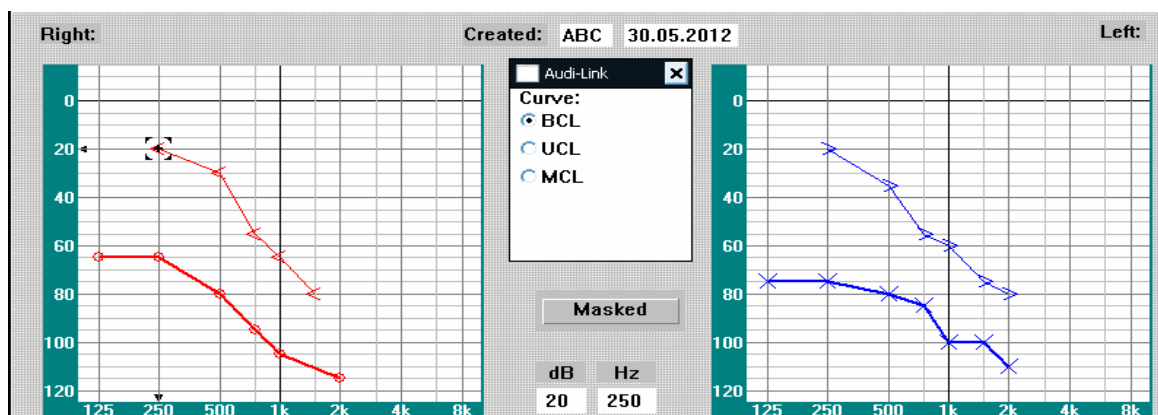 Right: Created: ABC 30.05.2012 Left:
Audi-Link
Curve:
BCL
UCL
MCL
Masked
dB Hz
20 250
0
20
40
60
80
100
120
125 250 500 1k 2k 4k 8k
0
20
40
60
80
100
120
125 250 500 1k 2k 4k 8k